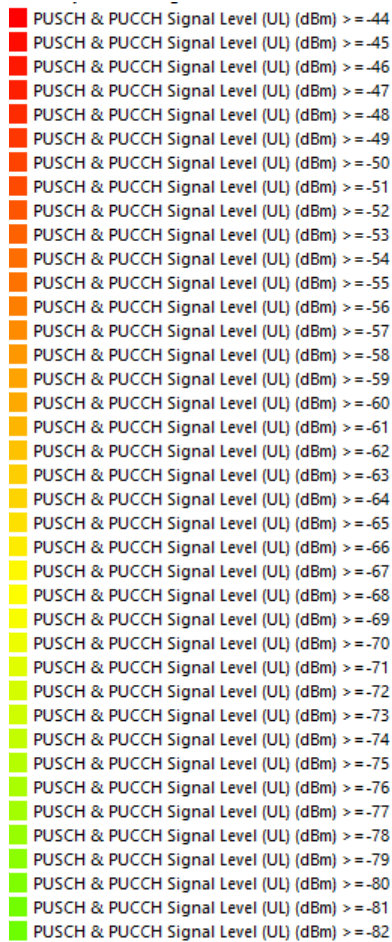 PUSCH & PUCCH Signal Level (UL) (dBm) >=-44
PUSCH & PUCCH Signal Level (UL) (dBm) >=-45
PUSCH & PUCCH Signal Level (UL) (dBm) >=-46
PUSCH & PUCCH Signal Level (UL) (dBm) >=-47
PUSCH & PUCCH Signal Level (UL) (dBm) >=-48
PUSCH & PUCCH Signal Level (UL) (dBm) >=-49
PUSCH & PUCCH Signal Level (UL) (dBm) >=-50
PUSCH & PUCCH Signal Level (UL) (dBm) >=-51
PUSCH & PUCCH Signal Level (UL) (dBm) >=-52
PUSCH & PUCCH Signal Level (UL) (dBm) >=-53
PUSCH & PUCCH Signal Level (UL) (dBm) >=-54
PUSCH & PUCCH Signal Level (UL) (dBm) >=-55
PUSCH & PUCCH Signal Level (UL) (dBm) >=-56
PUSCH & PUCCH Signal Level (UL) (dBm) >=-57
PUSCH & PUCCH Signal Level (UL) (dBm) >=-58
PUSCH & PUCCH Signal Level (UL) (dBm) >=-59
PUSCH & PUCCH Signal Level (UL) (dBm) >=-60
PUSCH & PUCCH Signal Level (UL) (dBm) >=-61
PUSCH & PUCCH Signal Level (UL) (dBm) >=-62
PUSCH & PUCCH Signal Level (UL) (dBm) >=-63
PUSCH & PUCCH Signal Level (UL) (dBm) >=-64
PUSCH & PUCCH Signal Level (UL) (dBm) >=-65
PUSCH & PUCCH Signal Level (UL) (dBm) >=-66
PUSCH & PUCCH Signal Level (UL) (dBm) >=-67
PUSCH & PUCCH Signal Level (UL) (dBm) >=-68
PUSCH & PUCCH Signal Level (UL) (dBm) >=-69
PUSCH & PUCCH Signal Level (UL) (dBm) >=-70
PUSCH & PUCCH Signal Level (UL) (dBm) >=-71
PUSCH & PUCCH Signal Level (UL) (dBm) >=-72
PUSCH & PUCCH Signal Level (UL) (dBm) >=-73
PUSCH & PUCCH Signal Level (UL) (dBm) >=-74
PUSCH & PUCCH Signal Level (UL) (dBm) >=-75
PUSCH & PUCCH Signal Level (UL) (dBm) >=-76
PUSCH & PUCCH Signal Level (UL) (dBm) >=-77
PUSCH & PUCCH Signal Level (UL) (dBm) >=-78
PUSCH & PUCCH Signal Level (UL) (dBm) >=-79
PUSCH & PUCCH Signal Level (UL) (dBm) >=-80
PUSCH & PUCCH Signal Level (UL) (dBm) >=-81
PUSCH & PUCCH Signal Level (UL) (dBm) >=-82